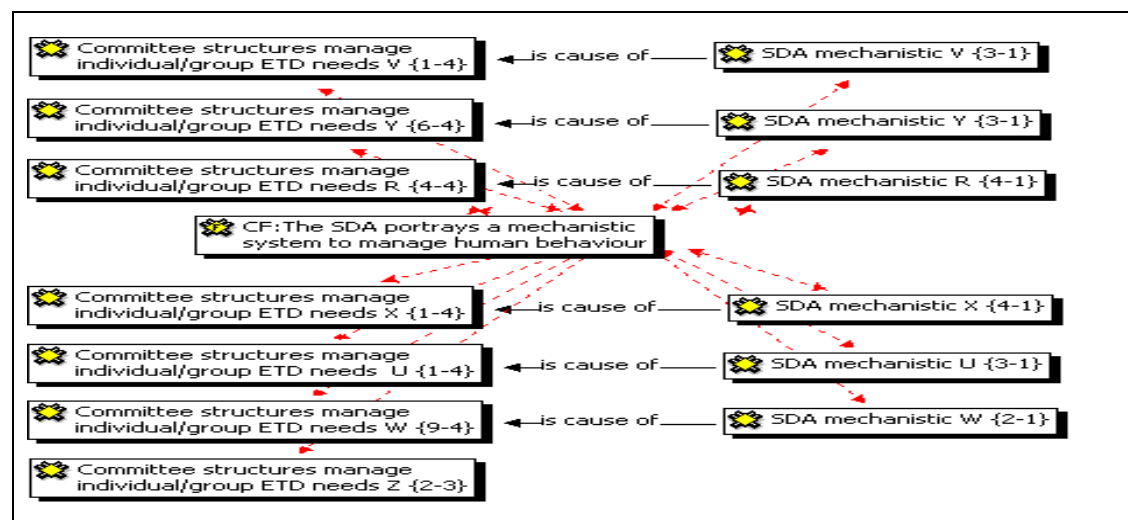 Committee structures manage
individual/group ETD needs V {1-4}
is cause of
SDA mechanistic V {3-1}
Committee structures manage
individual/group ETD needs Y {6-4}
is cause of
SDA mechanistic Y {3-1}
Committee structures manage
individual/group ETD needs R {4-4}
is cause of
SDA mechanistic R {4-1}
CF:The SDA portrays a mechanistic
system to manage human behaviour
Committee structures manage
individual/group ETD needs X {1-4}
is cause of
SDA mechanistic X {4-1}
Committee structures manage
individual/group ETD needs U {1-4}
is cause of
SDA mechanistic U {3-1}
Committee structures manage
individual/group ETD needs W {9-4}
is cause of
SDA mechanistic W {2-1}
Committee structures manage
individual/group ETD needs Z {2-3}